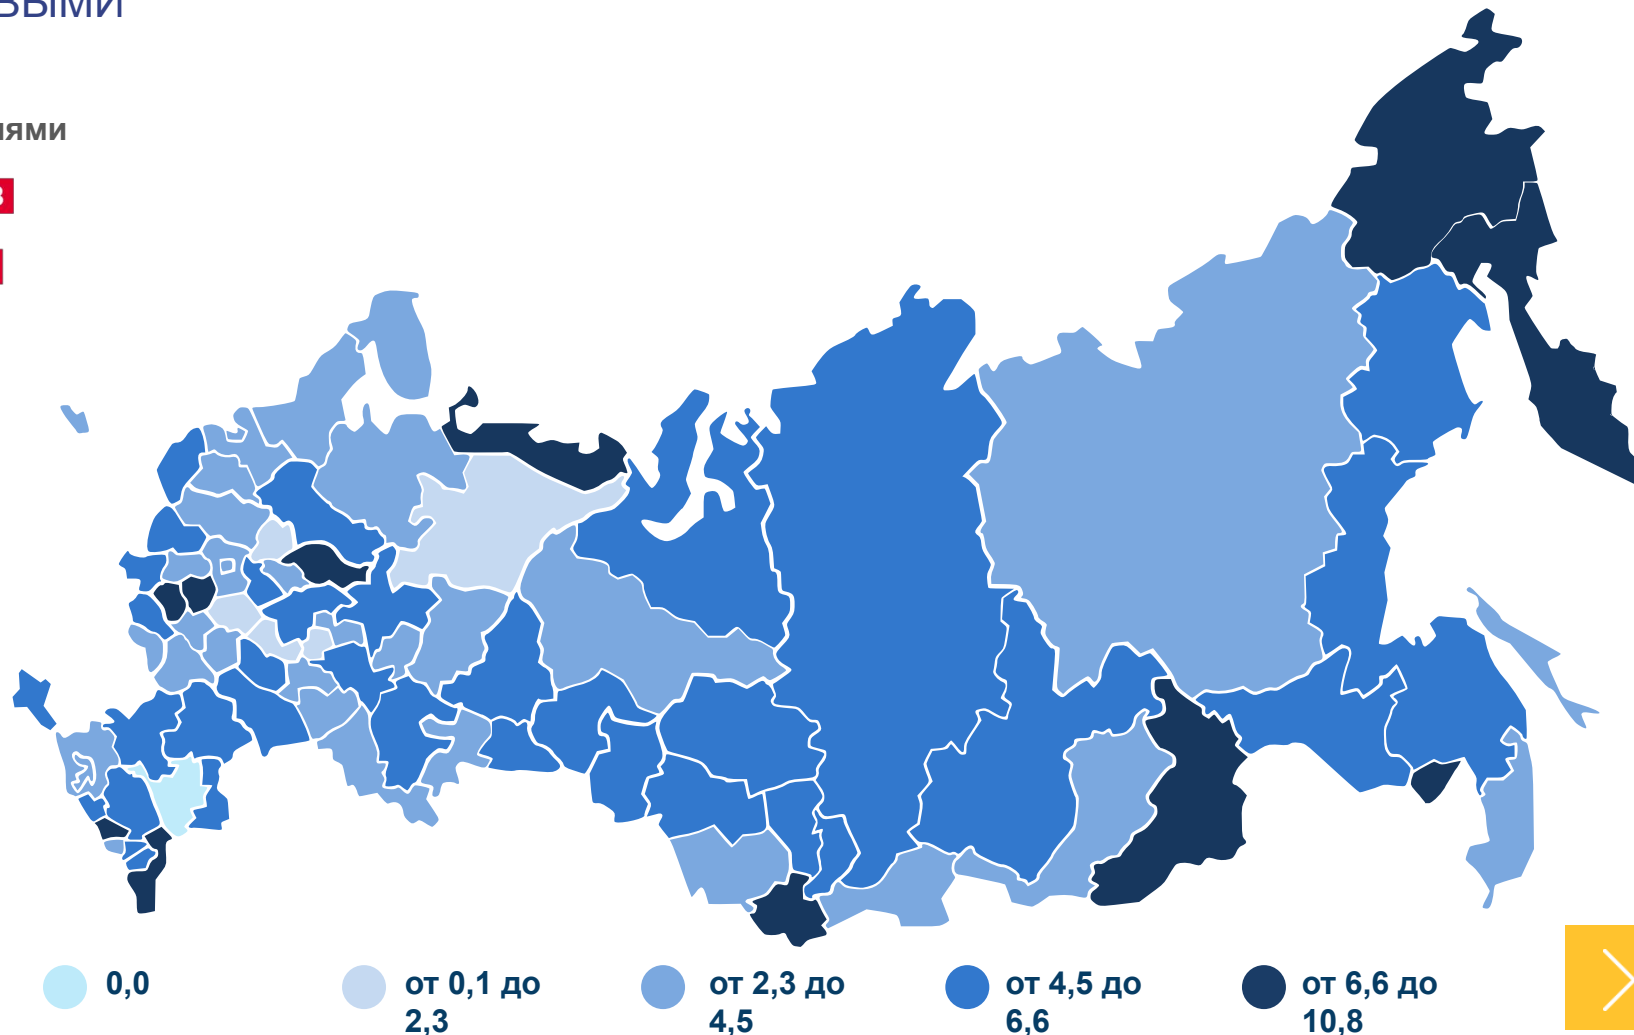 иями
0,0
от 0,1 до
2,3
от 2,3 до
4,5
от 4,5 до
6,6
от 6,6 до
10,8